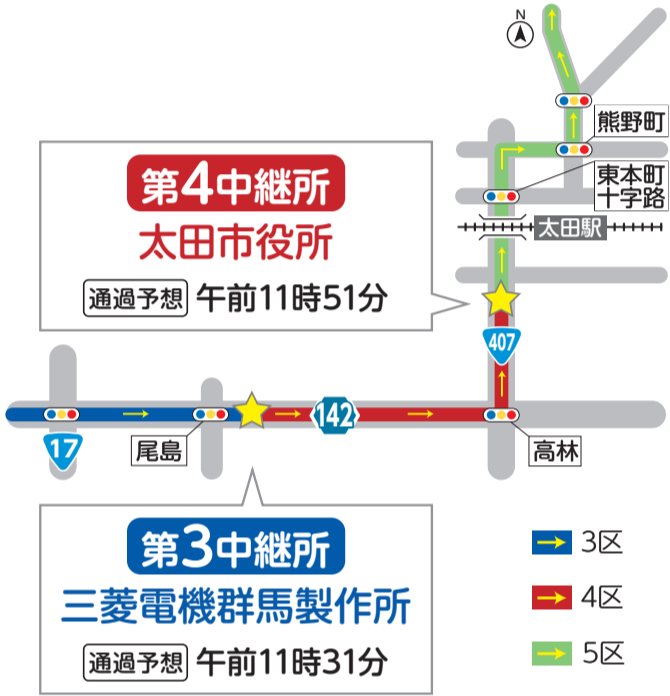 N
熊野町
東本町
十字路
太田駅
第4中継所
太田市役所
通過予想 午前11時51分
407
142
17
尾島
高林
第3中継所
三菱電機群馬製作所
通過予想 午前11時31分
3区
4区
5区